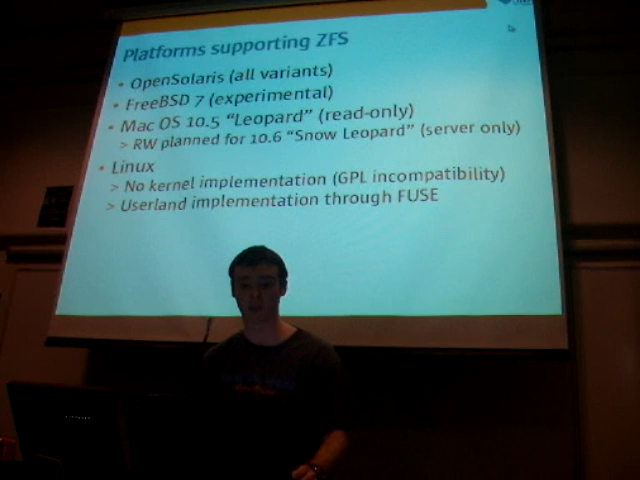 Platforms supporting ZFS
• OpenSolaris (all variants)
• FreeBSD 7 (experimental)
• Mac OS 10.5 “Leopard” (read-only)
> RW planned for 10.6 “Snow Leopard” (server only)
• Linux
> No kernel implementation (GPL incompatibility)
> Userland implementation through FUSE